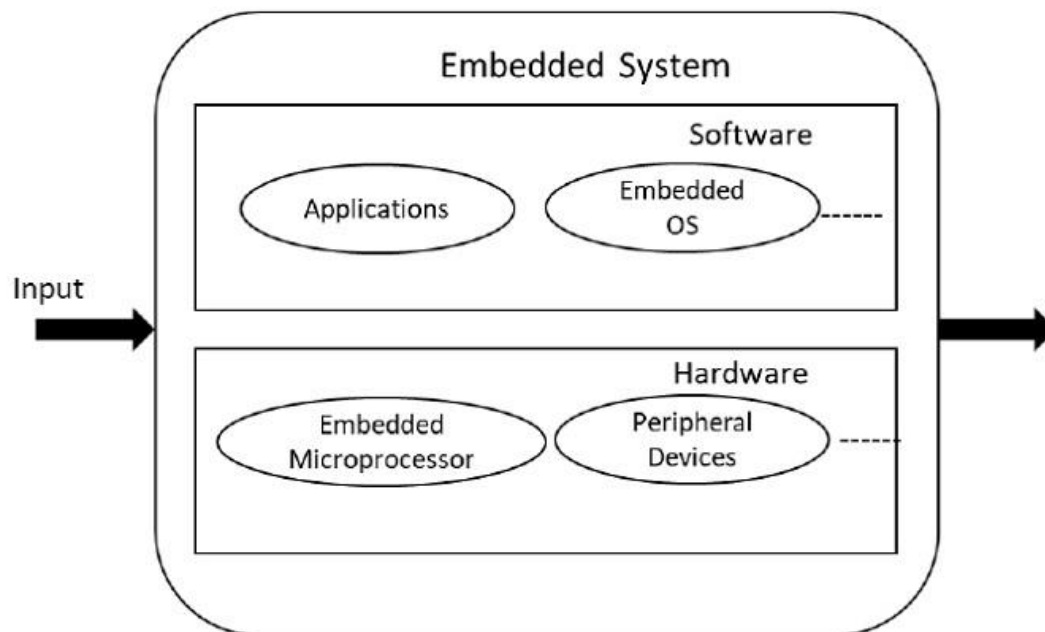 Embedded System
Software
Applications
Embedded
OS
Input
Hardware
Embedded
Microprocessor
Peripheral
Devices